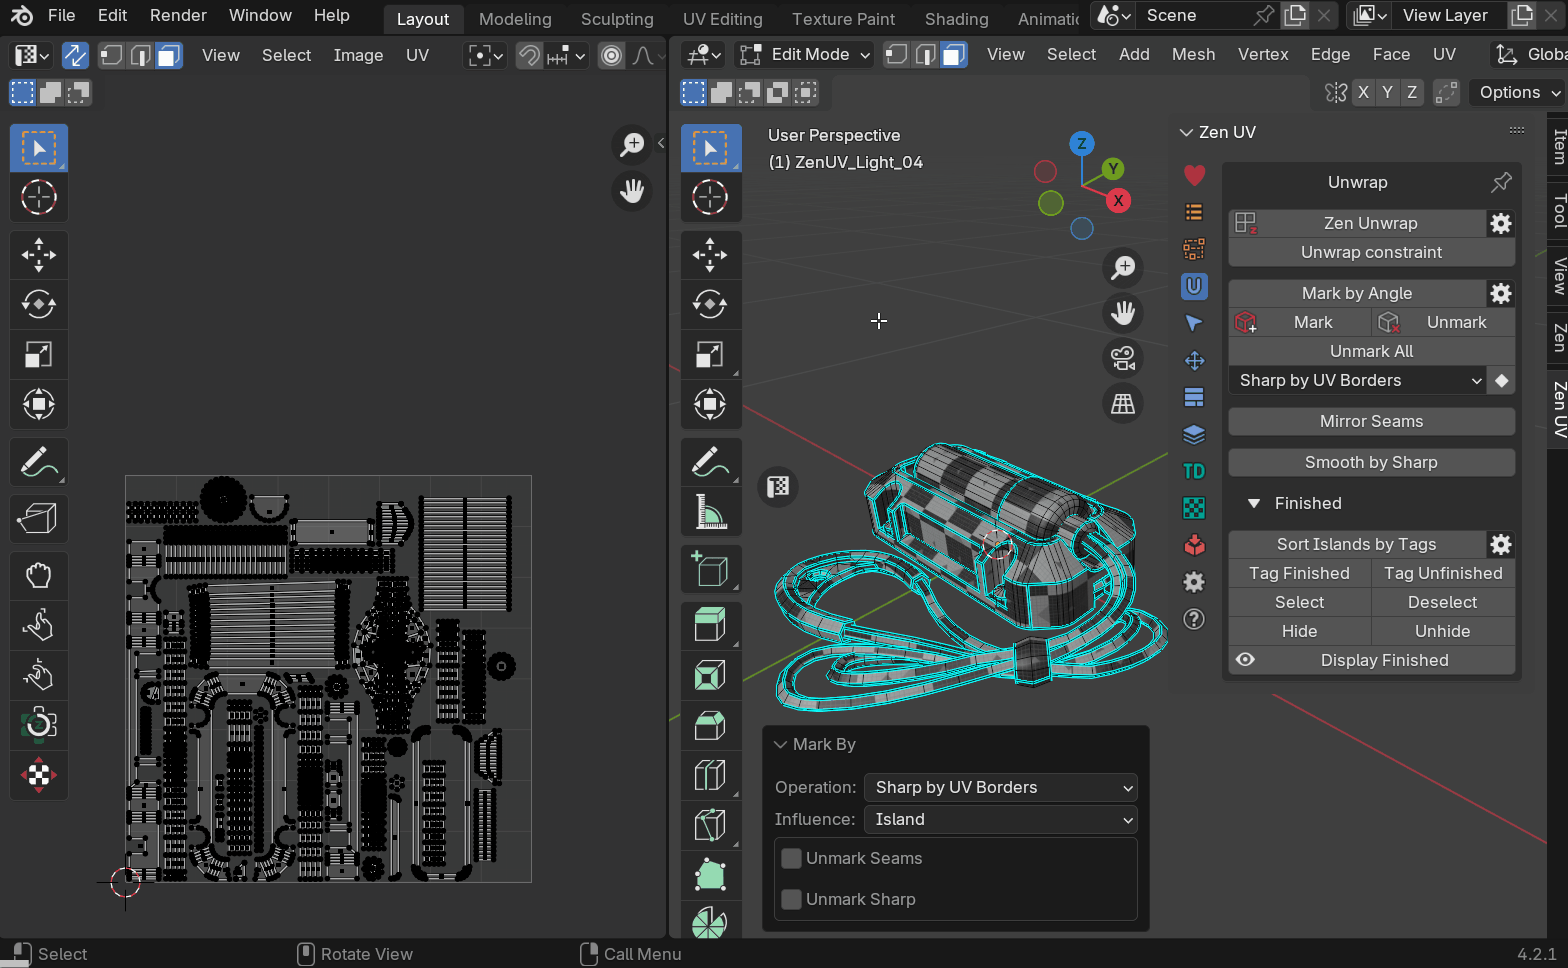 File Edit Render Window Help Layout Modeling Sculpting UV Editing Texture Paint Shading Animatic Scene View Layer
View Select Image UV
Edit Mode View Select Add Mesh Vertex Edge Face UV Globa
X Y Z Options
User Perspective
(1) ZenUV_Light_04
Z
Y
X
Zen UV
Unwrap
Zen Unwrap
Unwrap constraint
Mark by Angle
Mark Unmark
Unmark All
Sharp by UV Borders
Mirror Seams
Smooth by Sharp
Finished
Sort Islands by Tags
Tag Finished Tag Unfinished
Select Deselect
Hide Unhide
Display Finished
TD
Item
Tool
View
Zen
Zen UV
Mark By
Operation: Sharp by UV Borders
Influence: Island
Unmark Seams
Unmark Sharp
Select Rotate View Call Menu 4.2.1